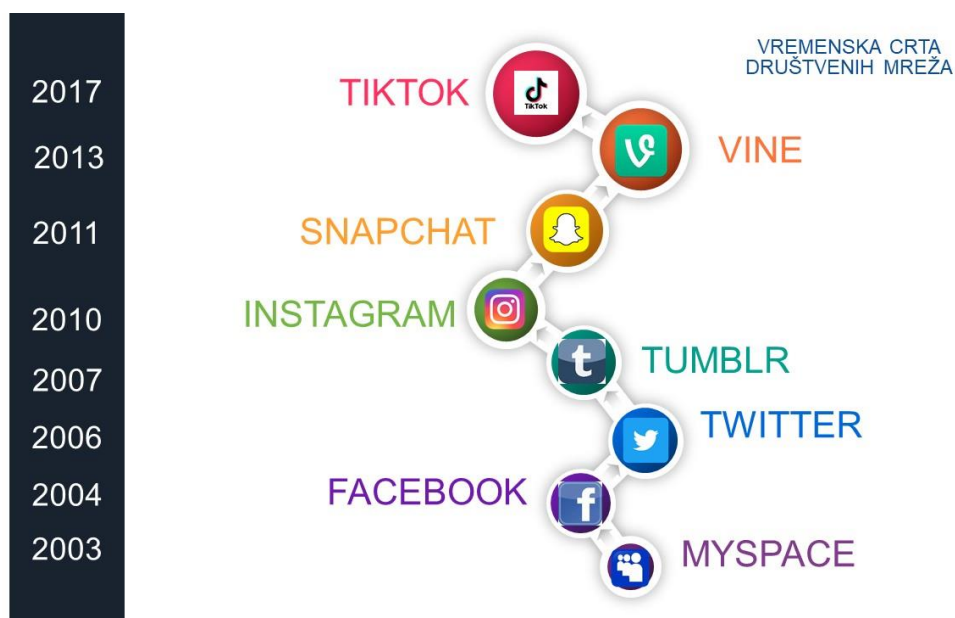 VREMENSKA CRTA
DRUŠTVENIH MREŽA
2017
TIKTOK
TikTok
2013
VINE
2011
SNAPCHAT
2010
INSTAGRAM
2007
TUMBLR
2006
TWITTER
2004
FACEBOOK
2003
MYSPACE